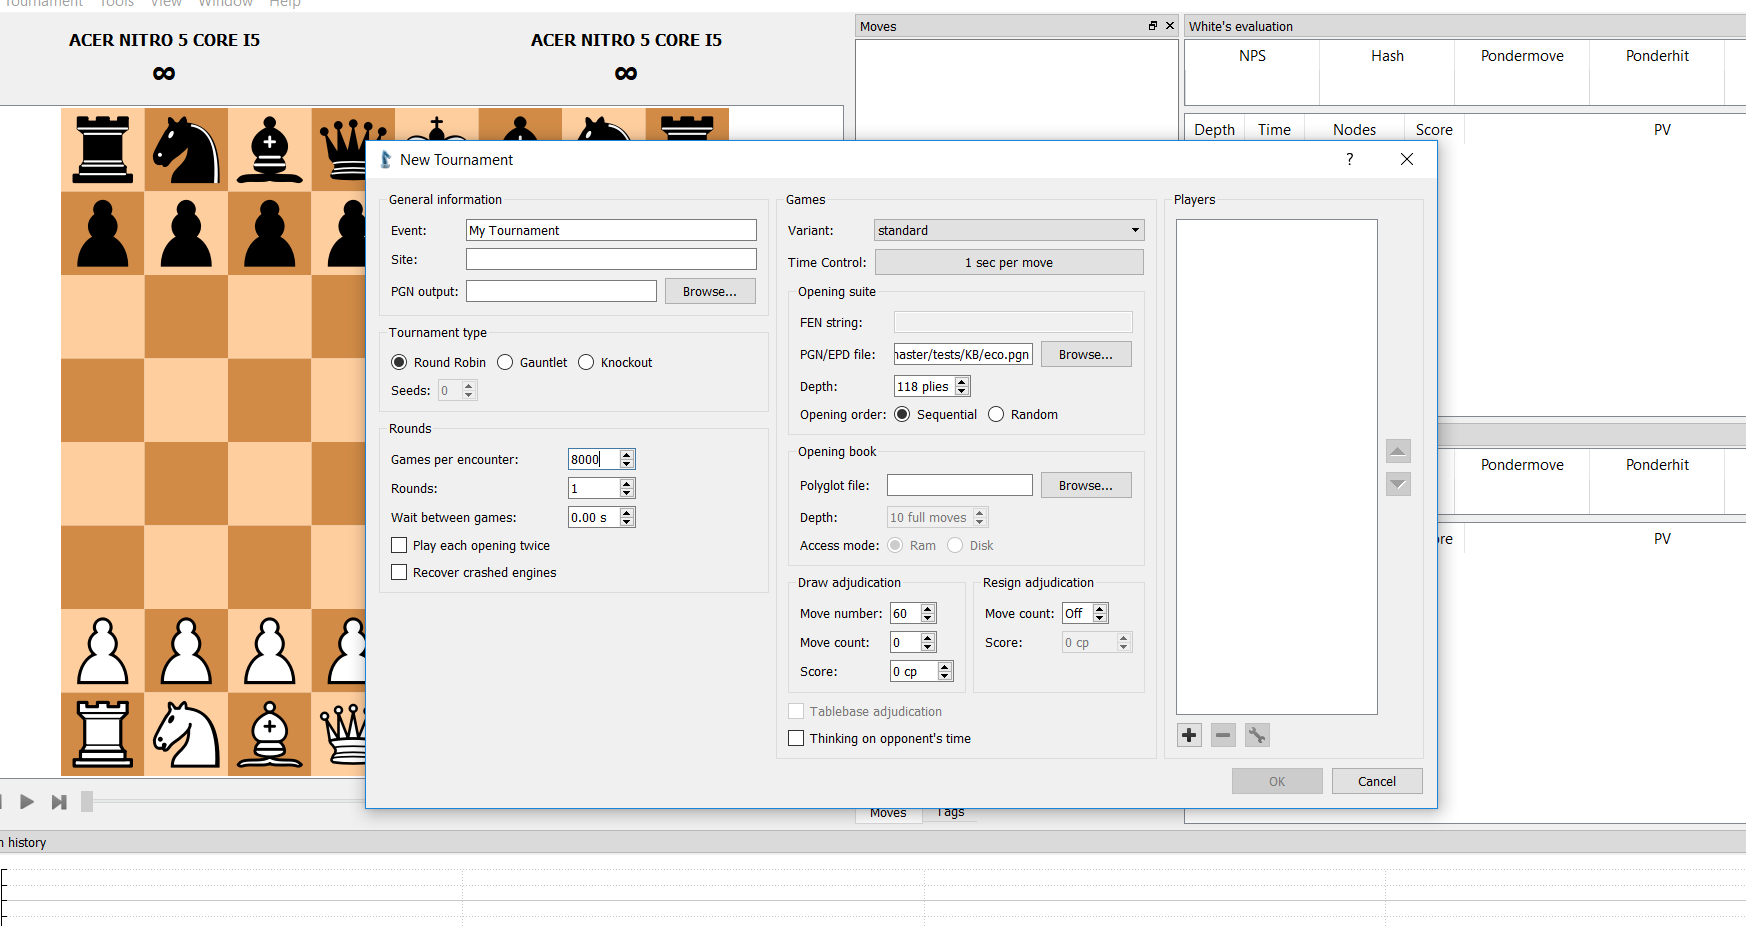 Tournament Tools View Window Help
ACER NITRO 5 CORE I5
∞
ACER NITRO 5 CORE I5
∞
Moves
White's evaluation
NPS Hash Pondermove Ponderhit
Depth Time Nodes Score PV
New Tournament
General information
Event: My Tournament
Site:
PGN output: Browse...
Tournament type
Round Robin Gauntlet Knockout
Seeds: 0
Rounds
Games per encounter: 8000
Rounds: 1
Wait between games: 0.00 s
Play each opening twice
Recover crashed engines
Games
Variant: standard
Time Control: 1 sec per move
Opening suite
FEN string:
PGN/EPD file: master/tests/KB/eco.pgn Browse...
Depth: 118 plies
Opening order: Sequential Random
Opening book
Polyglot file: Browse...
Depth: 10 full moves
Access mode: Ram Disk
Draw adjudication
Move number: 60
Move count: 0
Score: 0 cp
Resign adjudication
Move count: Off
Score: 0 cp
Tablebase adjudication
Thinking on opponent's time
Players
OK Cancel
Pondermove Ponderhit
ore PV
Moves Tags
n history